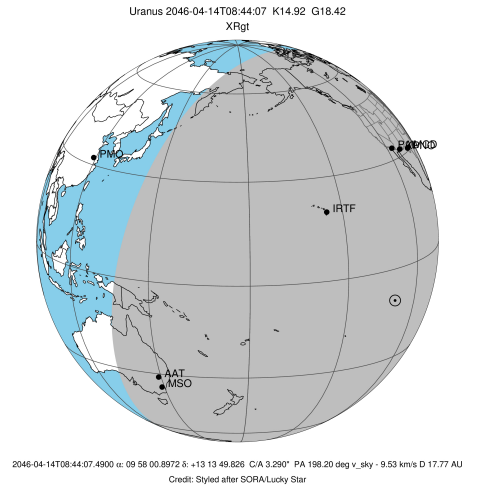 Uranus 2046-04-14T08:44:07 K14.92 G18.42
XRgt
PMO
IRTF
AAT
MSO
2046-04-14T08:44:07.4900 α: 09 58 00.8972 δ: +13 13 49.826 C/A 3.290" PA 198.20 deg v_sky - 9.53 km/s D 17.77 AU
Credit: Styled after SORA/Lucky Star